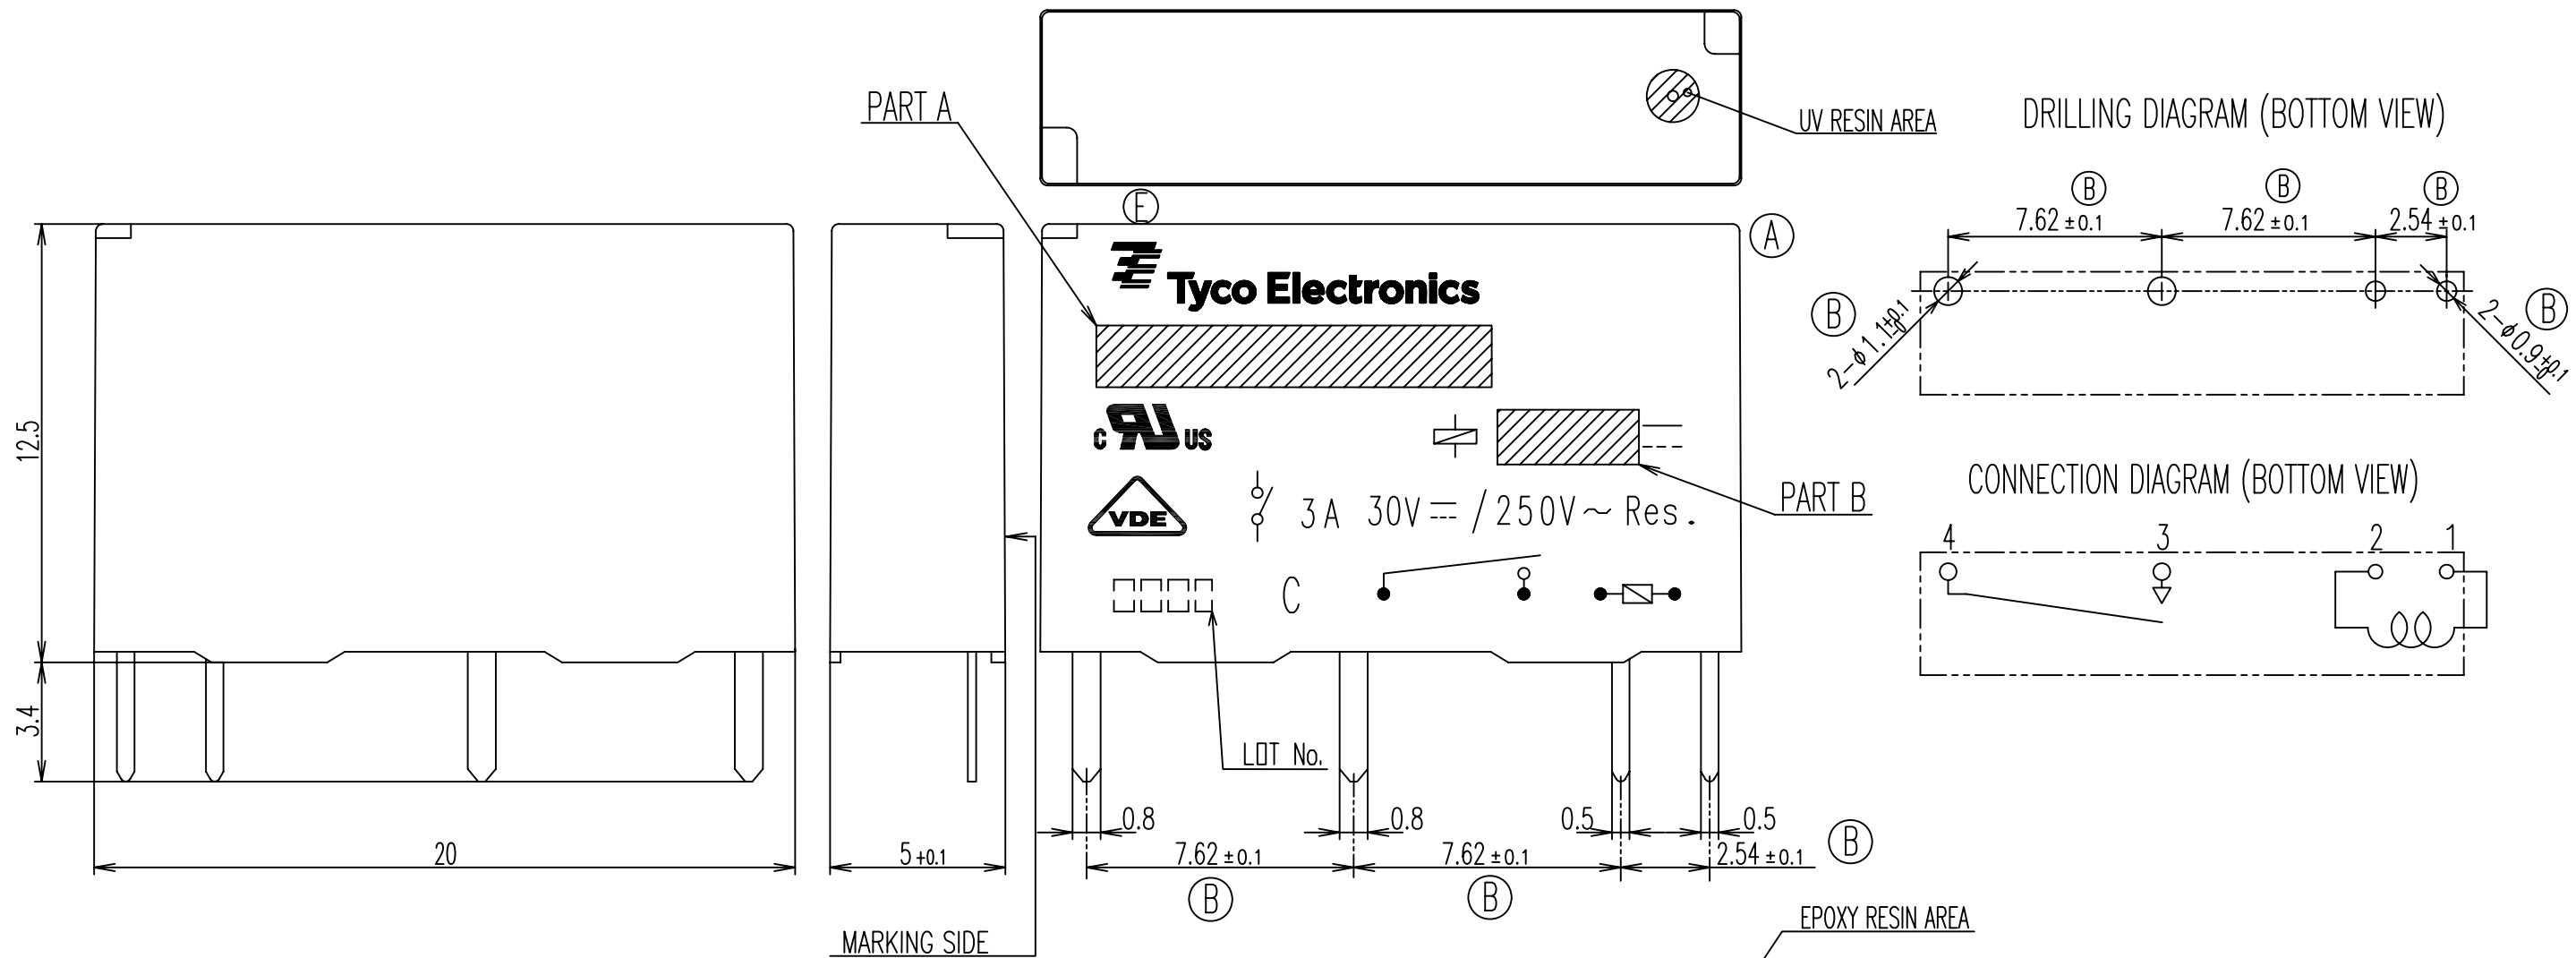 PART A
UV RESIN AREA
DRILLING DIAGRAM (BOTTOM VIEW)
B
B
B
7.62 ±0.1
7.62 ±0.1
2.54 ±0.1
E
A
Tyco Electronics
B
B
2-φ1.1 +0.1 -0
2-φ0.9 +0.1 -0
12.5
C
US
PART B
CONNECTION DIAGRAM (BOTTOM VIEW)
VDE
3A 30V ⎓ /250V~ Res.
4
3
2
1
C
3.4
LOT No.
0.8
0.8
0.5
0.5
B
20
5 +0.1
7.62 ±0.1
7.62 ±0.1
2.54 ±0.1
B
B
EPOXY RESIN AREA
MARKING SIDE